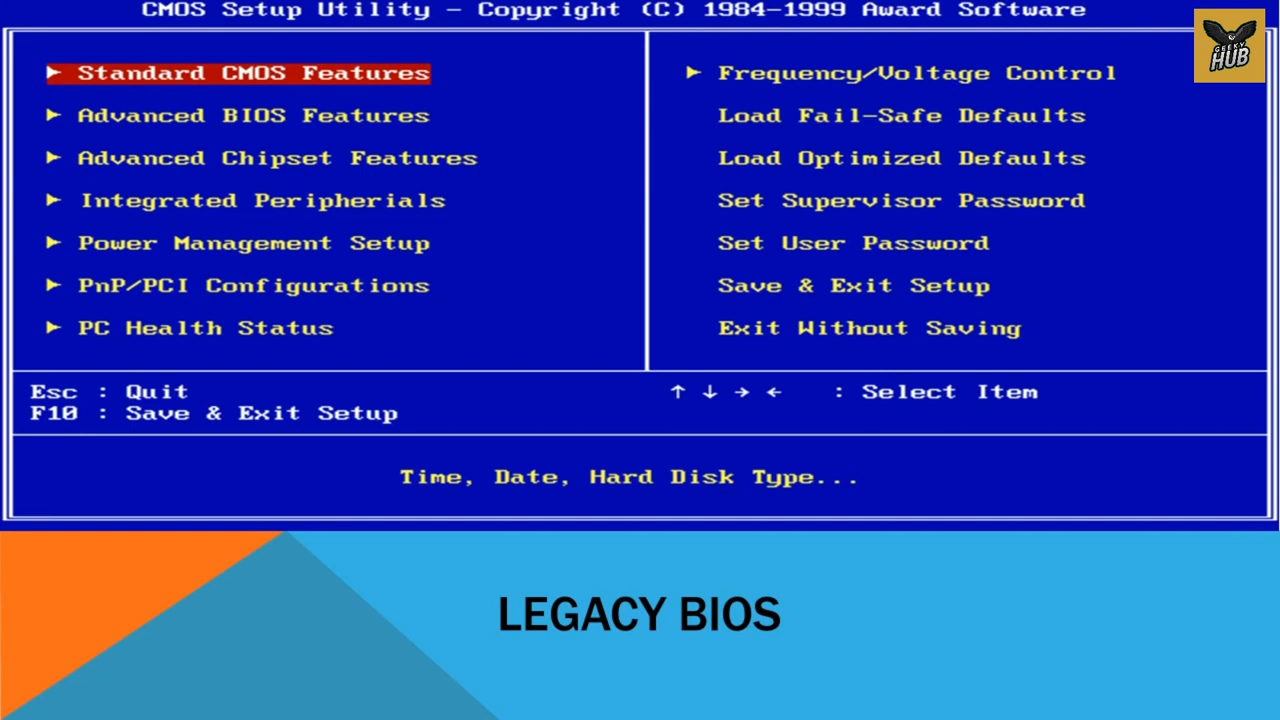 CMOS Setup Utility - Copyright (C) 1984-1999 Award Software
GEEKY
HUB
► Standard CMOS Features
► Advanced BIOS Features
► Advanced Chipset Features
► Integrated Peripherials
► Power Management Setup
► PnP/PCI Configurations
► PC Health Status
► Frequency/Voltage Control
Load Fail-Safe Defaults
Load Optimized Defaults
Set Supervisor Password
Set User Password
Save & Exit Setup
Exit Without Saving
Esc : Quit
F10 : Save & Exit Setup
↑ ↓ → ← : Select Item
Time, Date, Hard Disk Type...
LEGACY BIOS